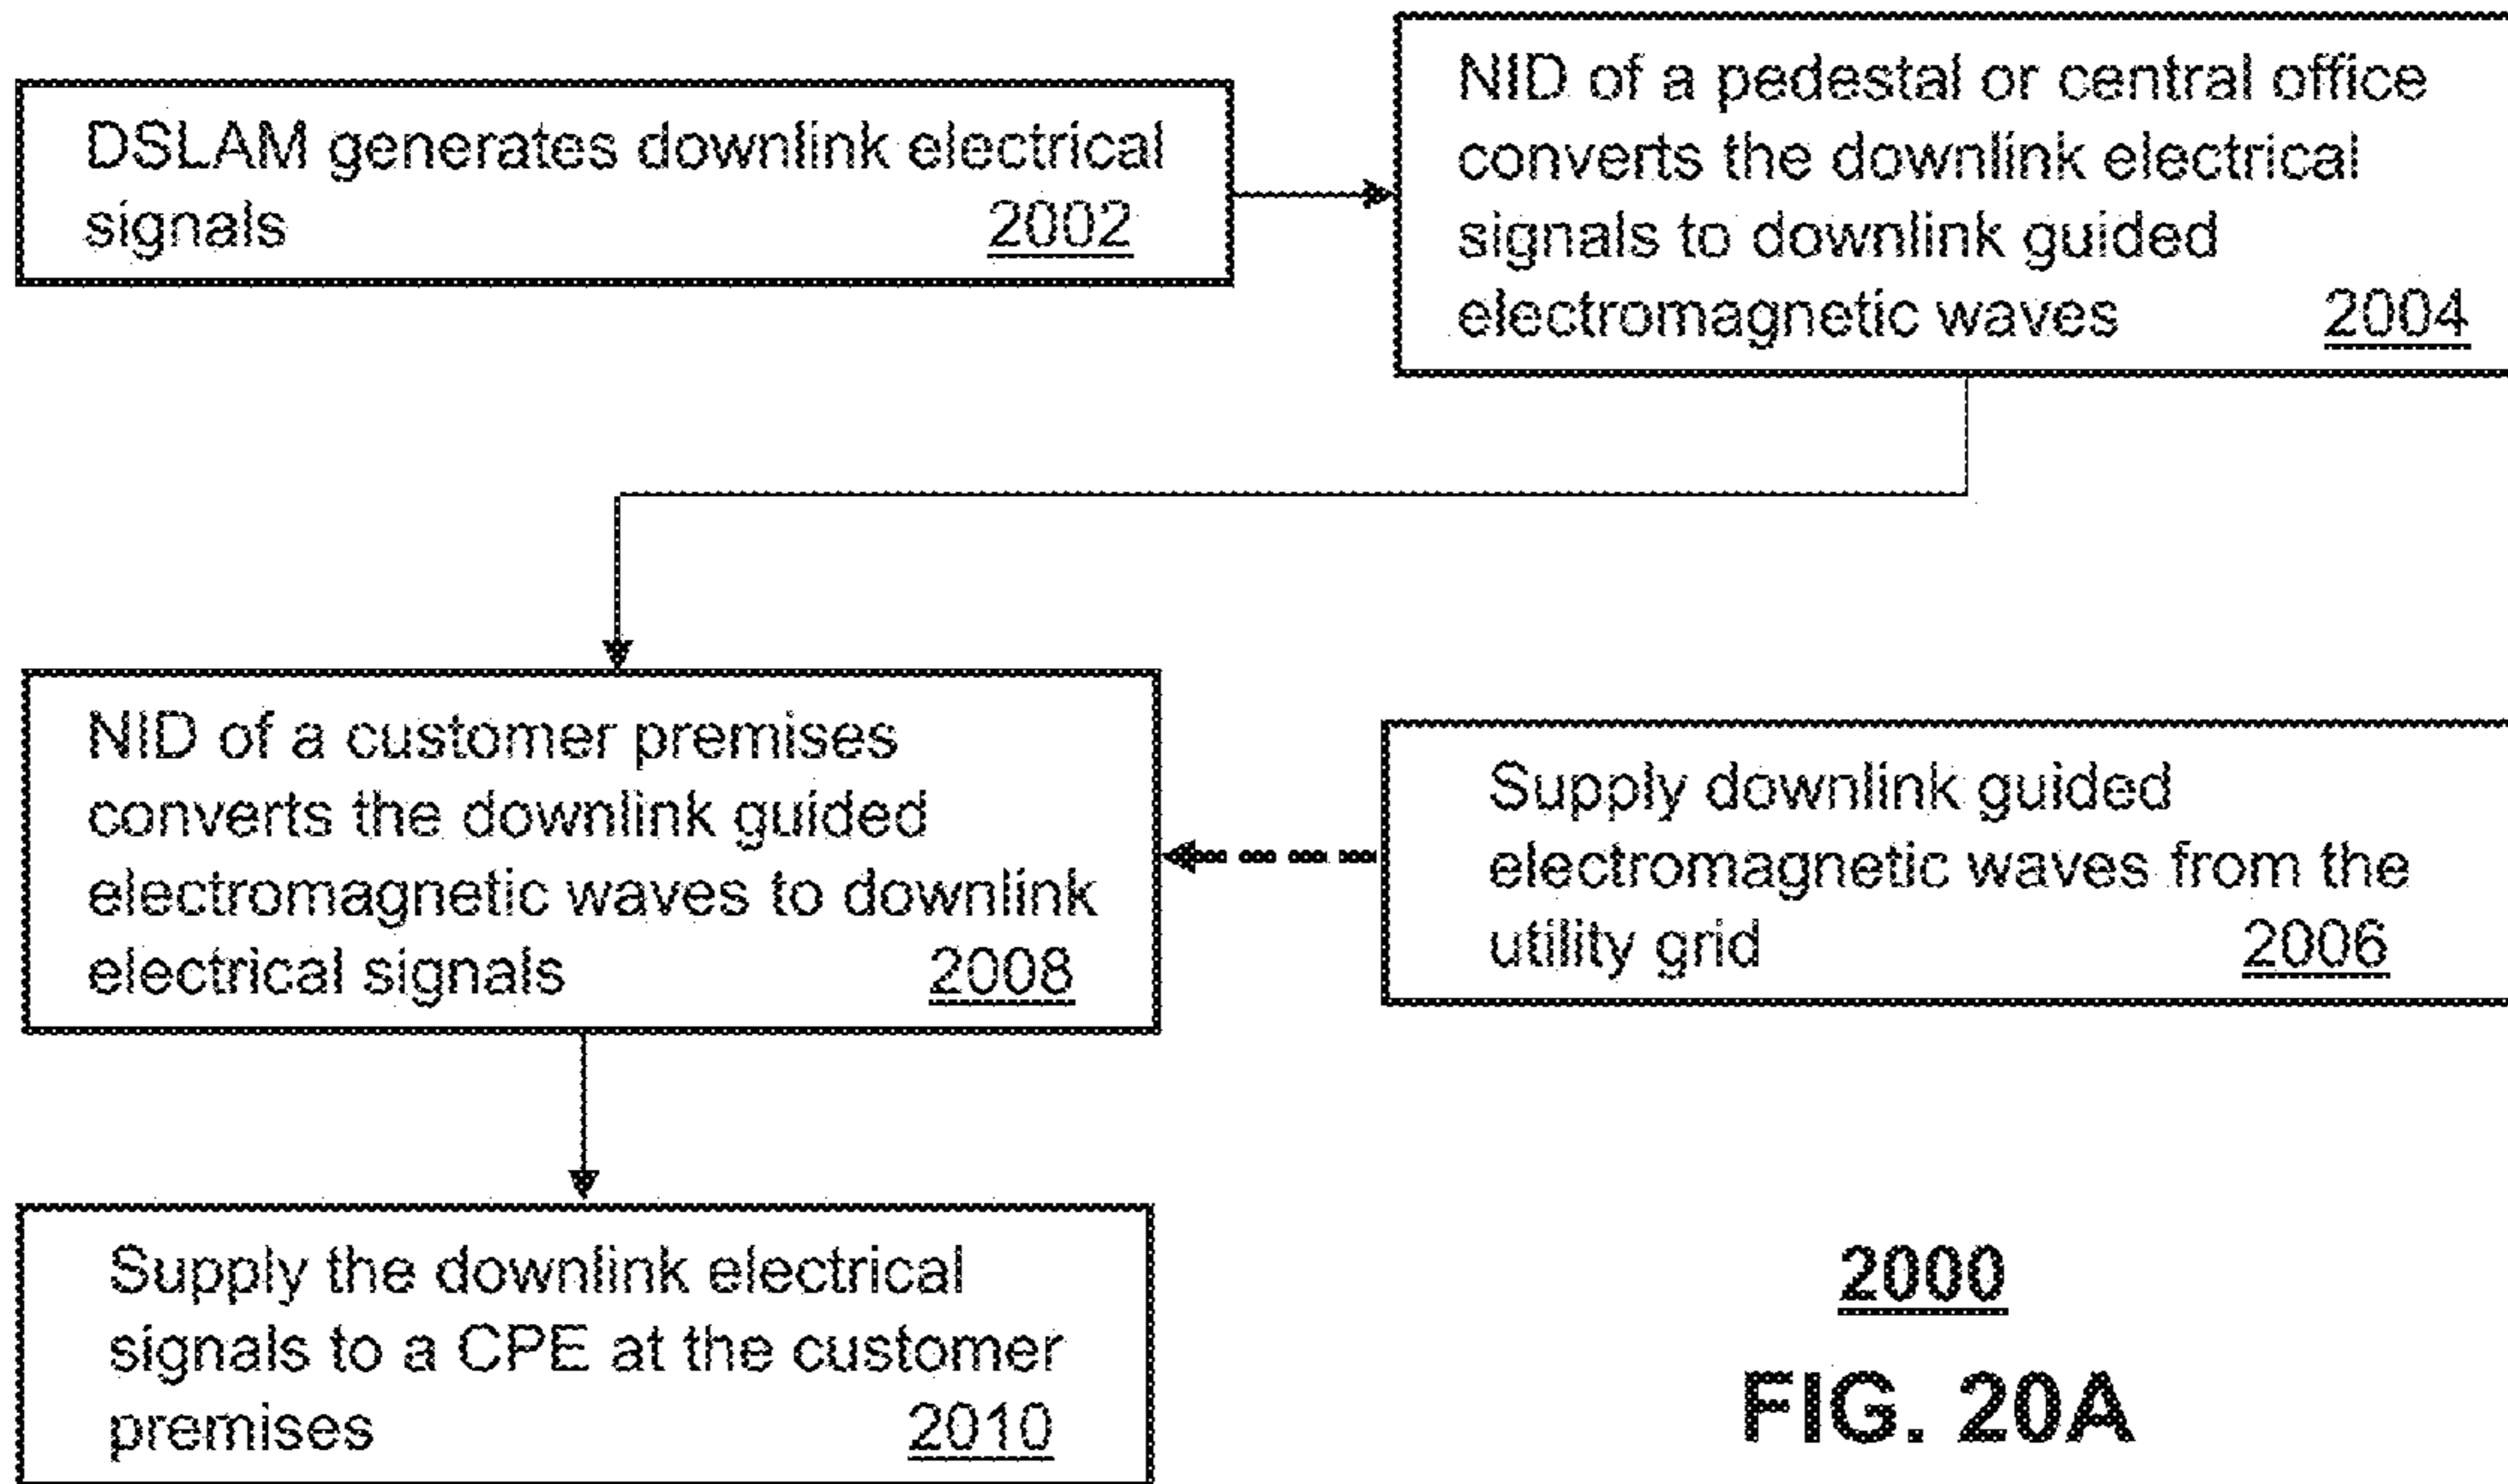 DSLAM generates downlink electrical
signals 2002
NID of a pedestal or central office
converts the downlink electrical
signals to downlink guided
electromagnetic waves 2004
NID of a customer premises
converts the downlink guided
electromagnetic waves to downlink
electrical signals 2008
Supply downlink guided
electromagnetic waves from the
utility grid 2006
Supply the downlink electrical
signals to a CPE at the customer
premises 2010
2000
FIG. 20A